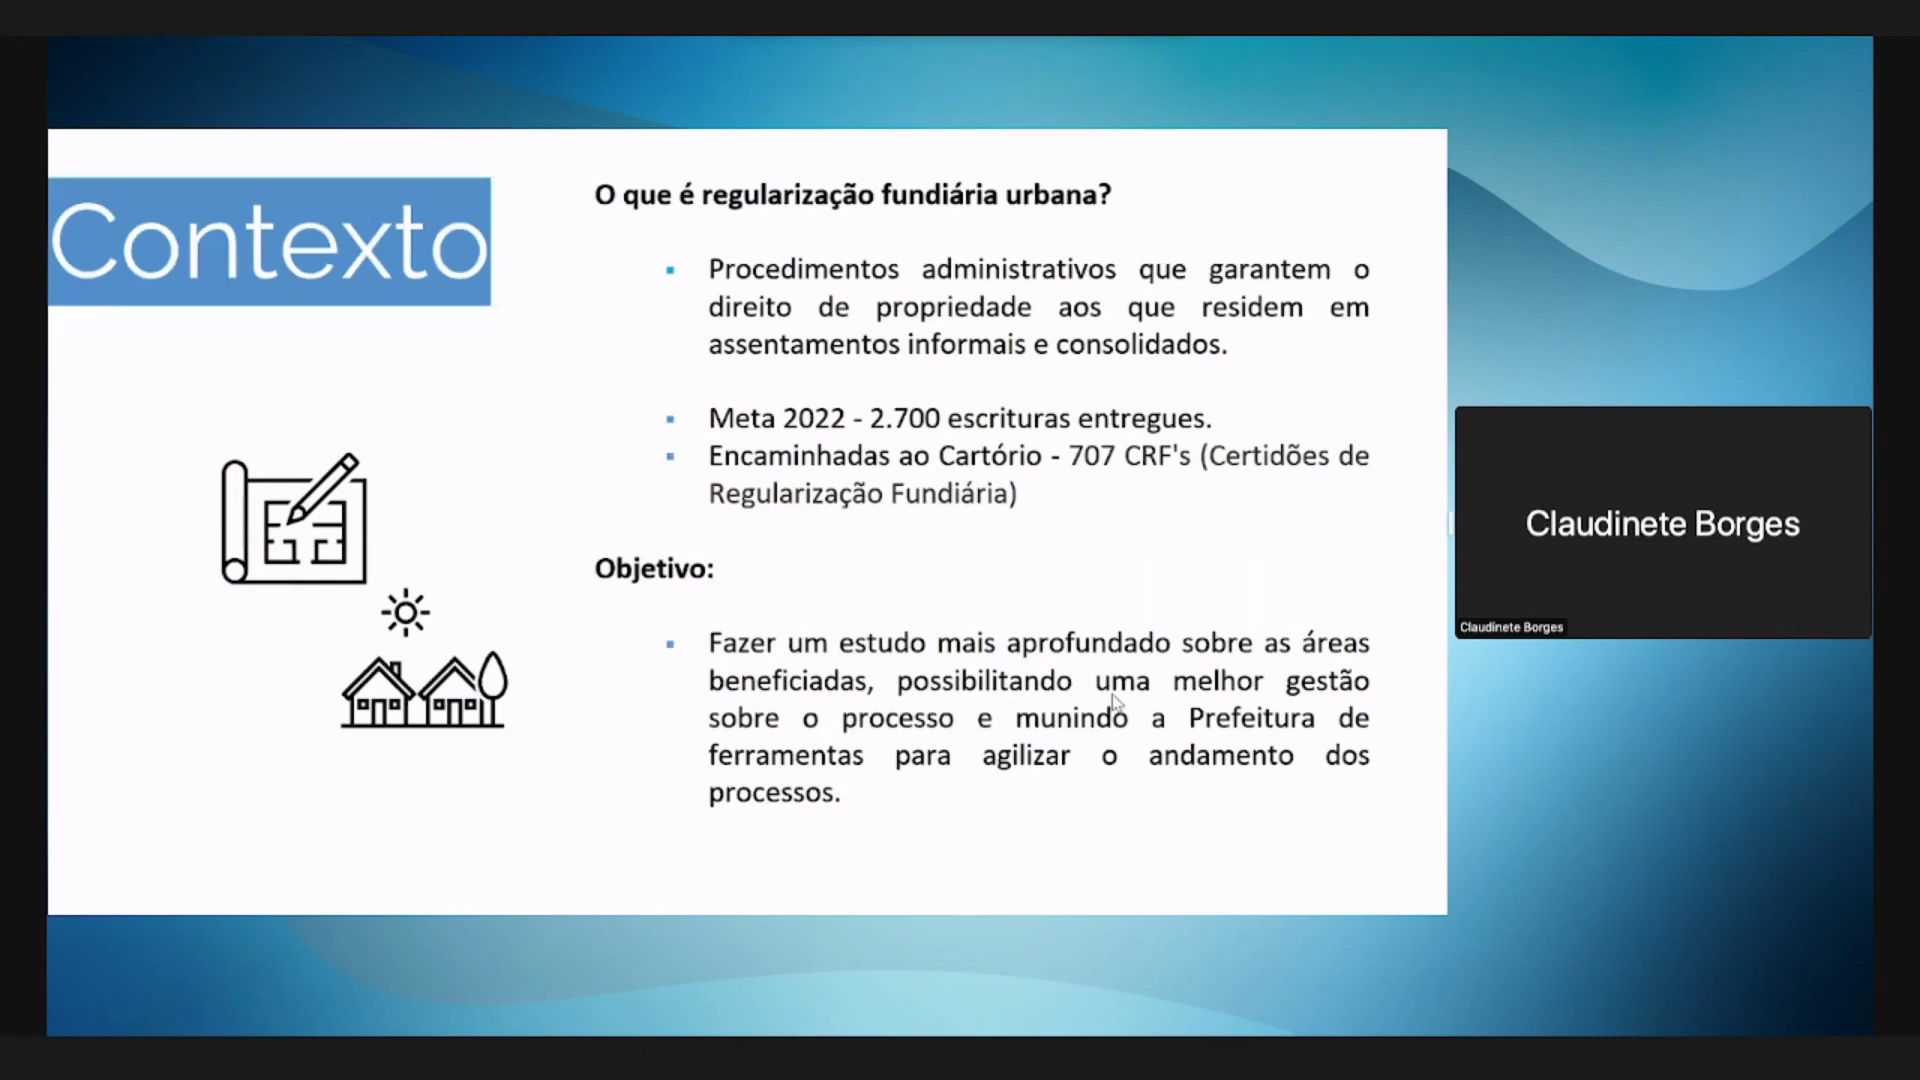 Contexto
O que é regularização fundiária urbana?
Procedimentos administrativos que garantem o
direito de propriedade aos que residem em
assentamentos informais e consolidados.
Meta 2022 - 2.700 escrituras entregues.
Encaminhadas ao Cartório - 707 CRF's (Certidões de
Regularização Fundiária)
Objetivo:
Fazer um estudo mais aprofundado sobre as áreas
beneficiadas, possibilitando uma melhor gestão
sobre o processo e munindo a Prefeitura de
ferramentas para agilizar o andamento dos
processos.
Claudinete Borges
Claudinete Borges